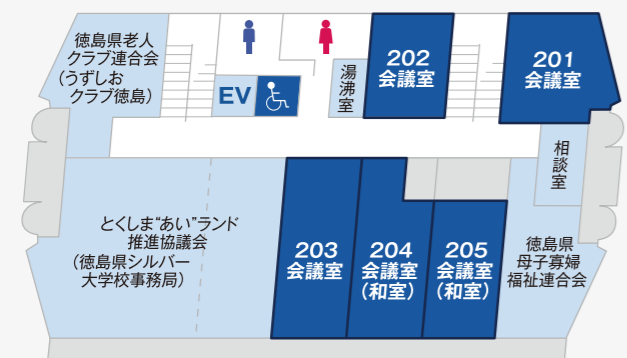 徳島県老人
クラブ連合会
(うずしお
クラブ徳島)
EV
湯沸室
202
会議室
201
会議室
相談室
とくしま“あい”ランド
推進協議会
(徳島県シルバー
大学校事務局)
203
会議室
204
会議室
(和室)
205
会議室
(和室)
徳島県
母子寡婦
福祉連合会